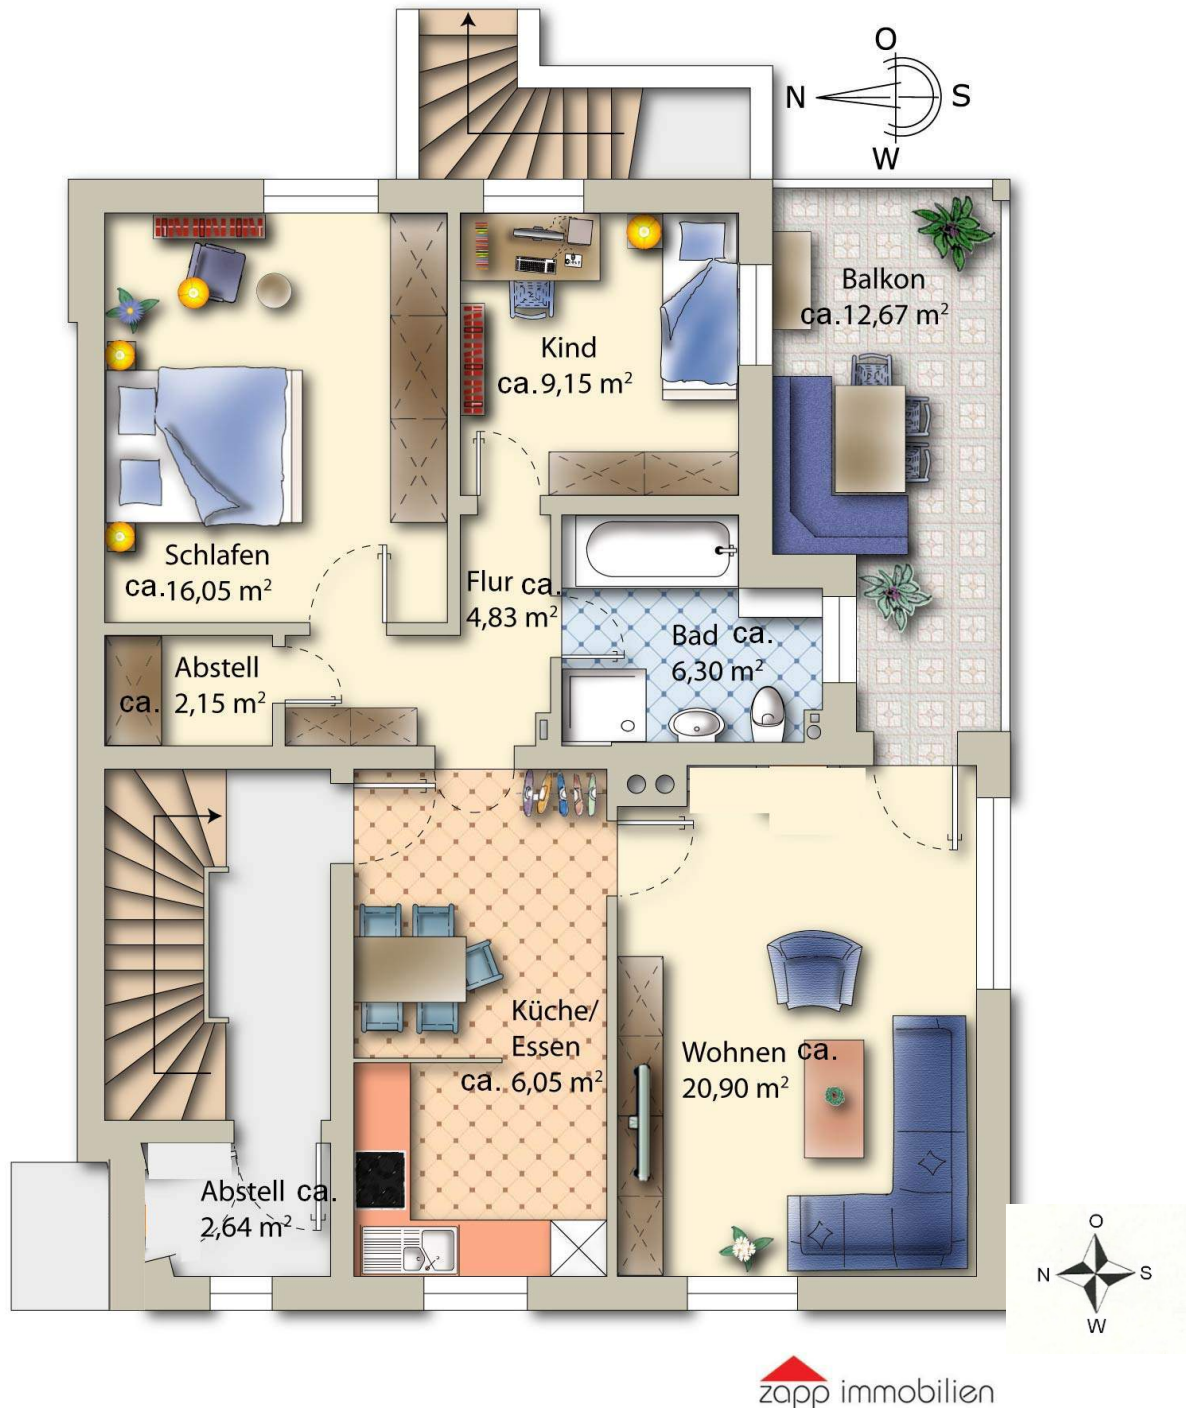 O
N
S
W
Balkon
ca.12,67 m²
Kind
ca.9,15 m²
Schlafen
ca.16,05 m²
Flur ca.
4,83 m²
Bad ca.
6,30 m²
Abstell
ca. 2,15 m²
Küche/
Essen
ca. 6,05 m²
Wohnen ca.
20,90 m²
Abstell ca.
2,64 m²
O
N
S
W
zapp immobilien